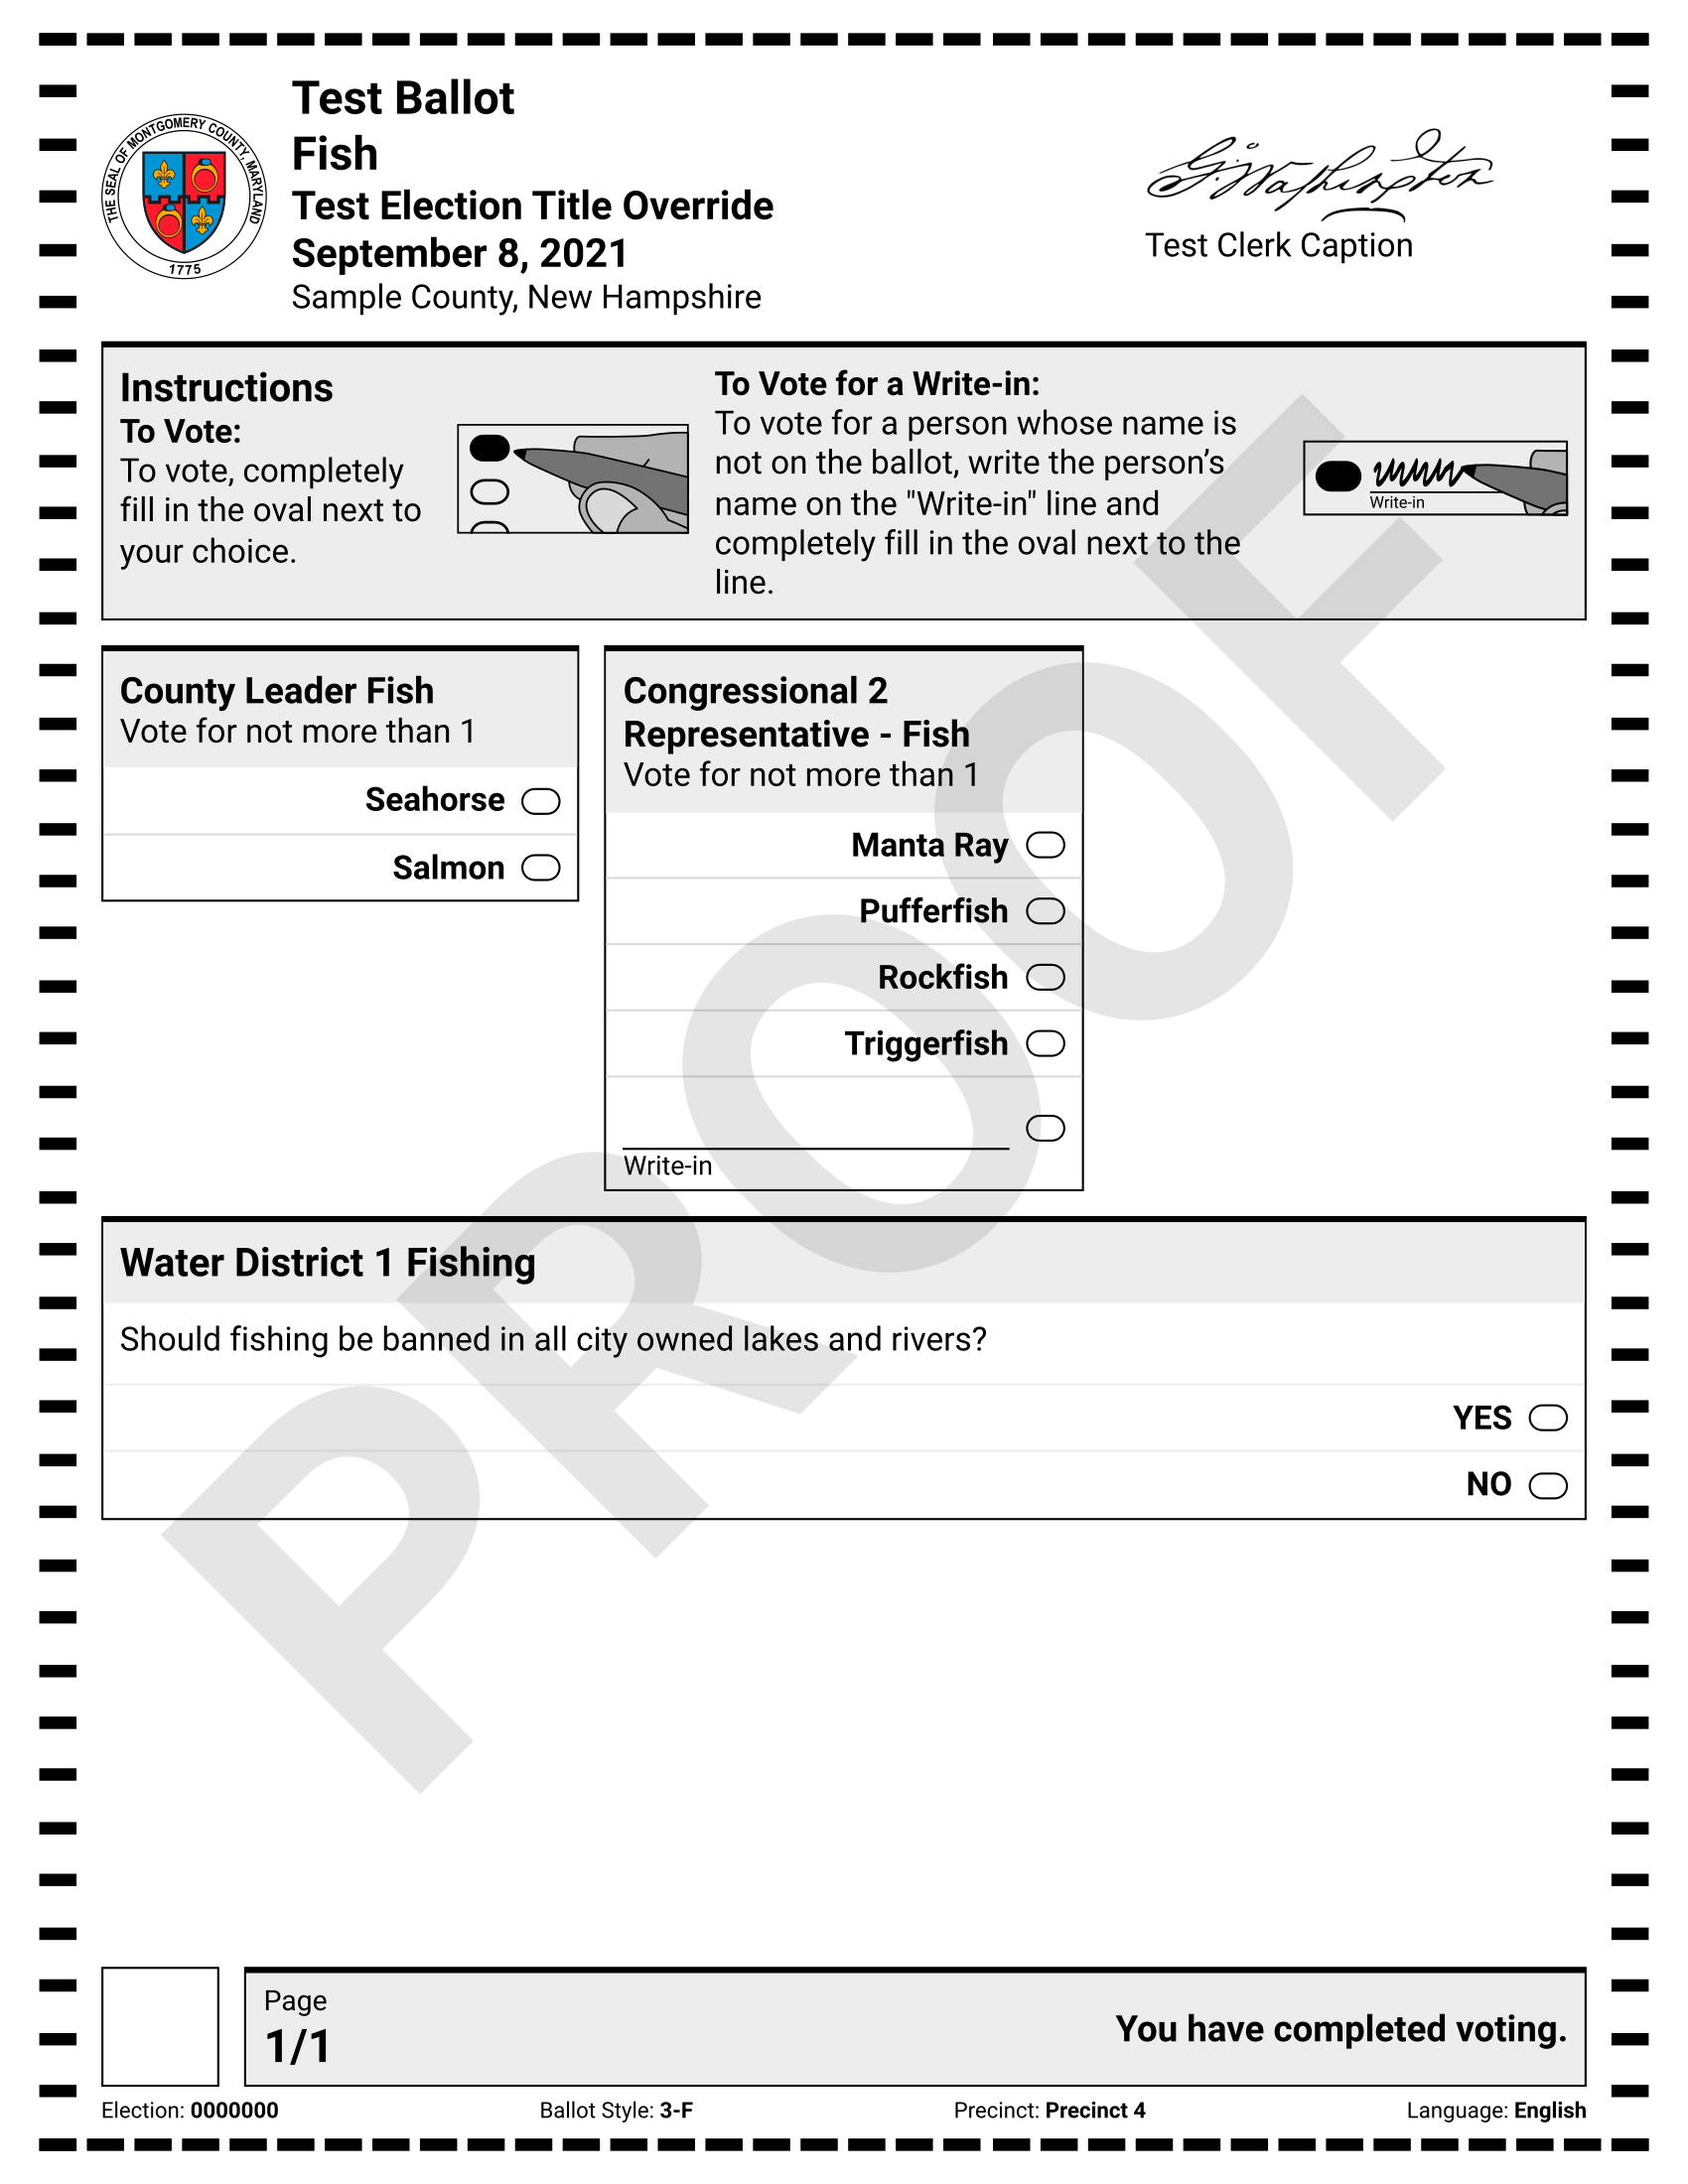 Test Ballot
Fish
Test Election Title Override
September 8, 2021
Sample County, New Hampshire
THE SEAL OF MONTGOMERY COUNTY, MARYLAND
1775
G. Washington
Test Clerk Caption
Instructions
To Vote:
To vote, completely
fill in the oval next to
your choice.
To Vote for a Write-in:
To vote for a person whose name is
not on the ballot, write the person’s
name on the "Write-in" line and
completely fill in the oval next to the
line.
Write-in
County Leader Fish
Vote for not more than 1
Seahorse
Salmon
Congressional 2
Representative - Fish
Vote for not more than 1
Manta Ray
Pufferfish
Rockfish
Triggerfish
Write-in
Water District 1 Fishing
Should fishing be banned in all city owned lakes and rivers?
YES
NO
PROOF
Page
1/1
You have completed voting.
Election: 0000000
Ballot Style: 3-F
Precinct: Precinct 4
Language: English